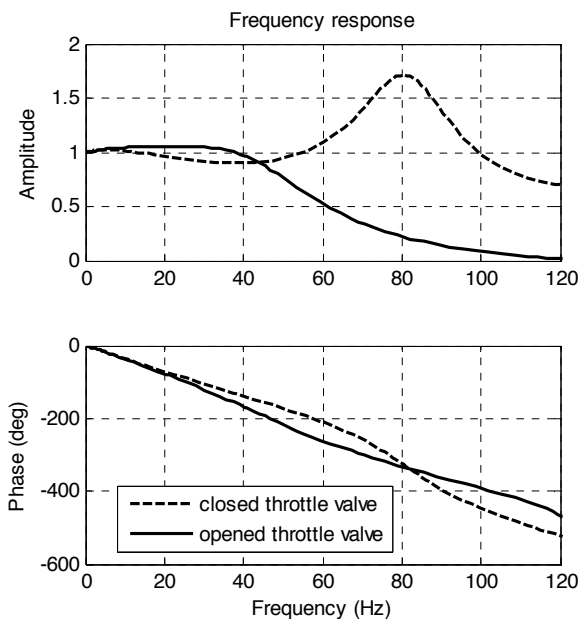 Frequency response
2
1.5
1
0.5
0
Amplitude
0 20 40 60 80 100 120
0
-200
-400
-600
Phase (deg)
closed throttle valve
opened throttle valve
0 20 40 60 80 100 120
Frequency (Hz)